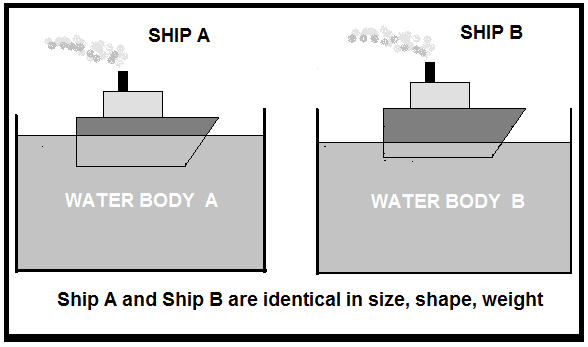 SHIP A
SHIP B
WATER BODY A
WATER BODY B
Ship A and Ship B are identical in size, shape, weight